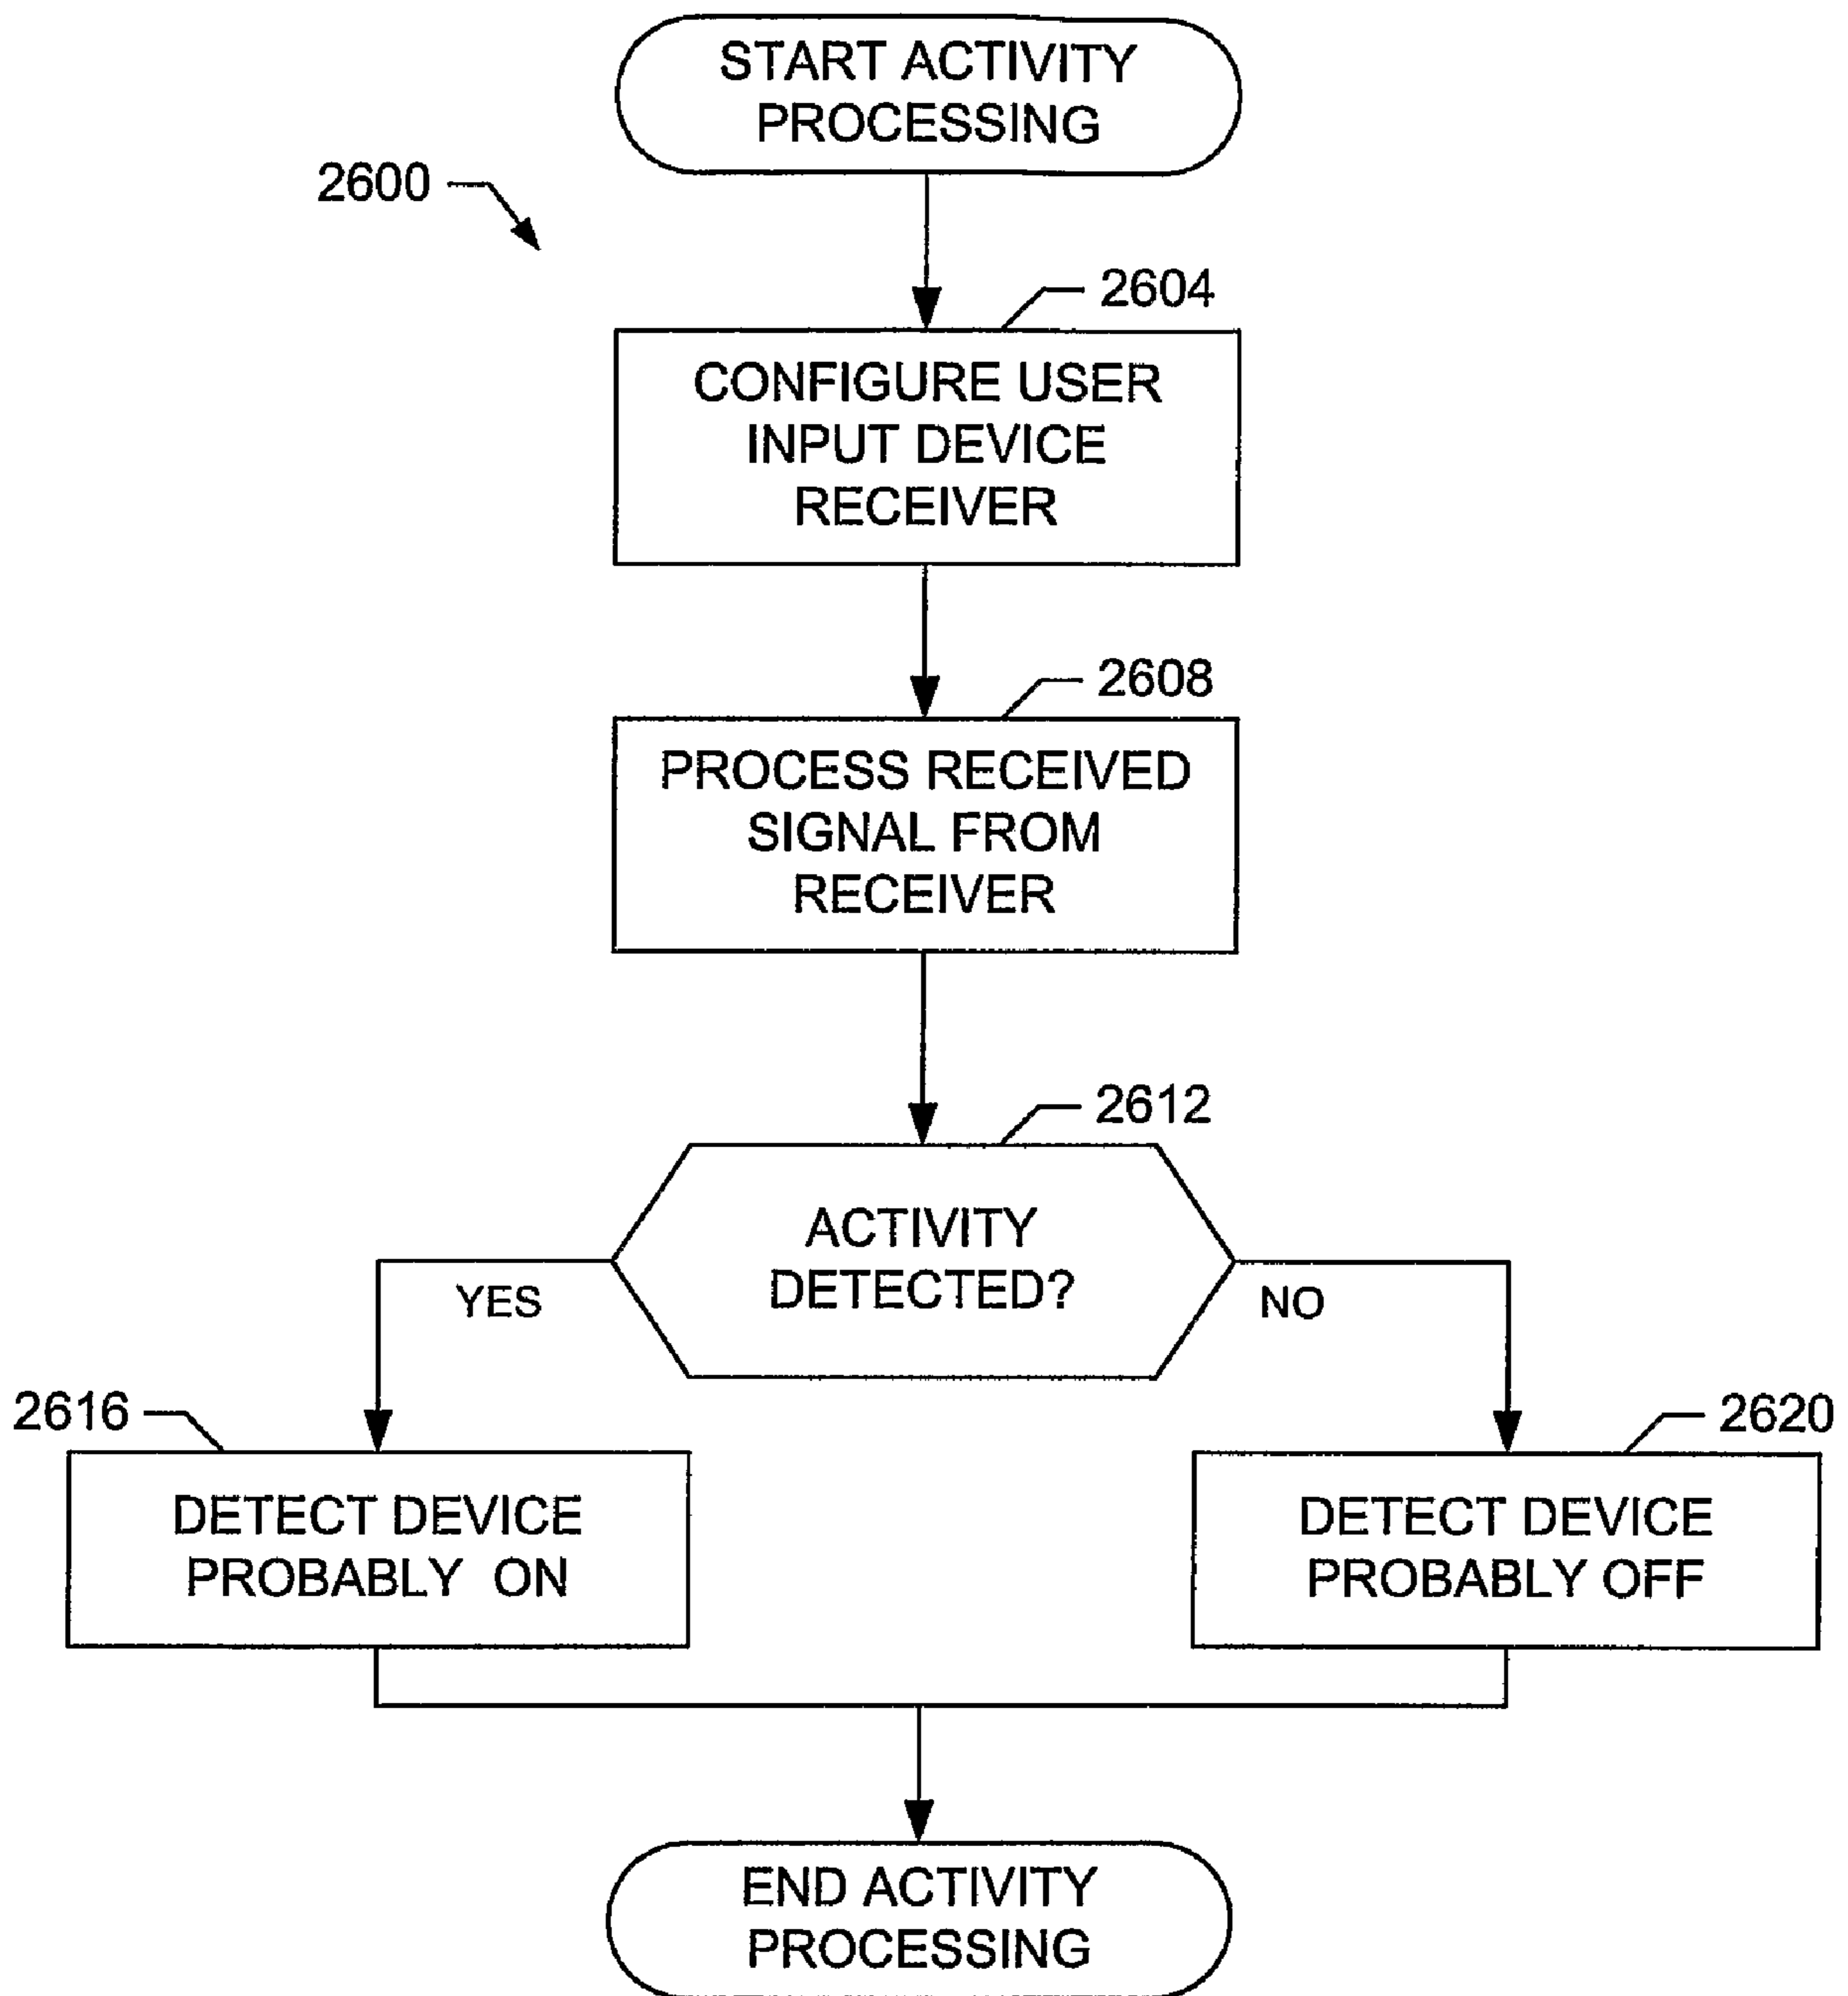 START ACTIVITY
PROCESSING
2600
2604
CONFIGURE USER
INPUT DEVICE
RECEIVER
2608
PROCESS RECEIVED
SIGNAL FROM
RECEIVER
2612
ACTIVITY
DETECTED?
YES
NO
2616
2620
DETECT DEVICE
PROBABLY ON
DETECT DEVICE
PROBABLY OFF
END ACTIVITY
PROCESSING